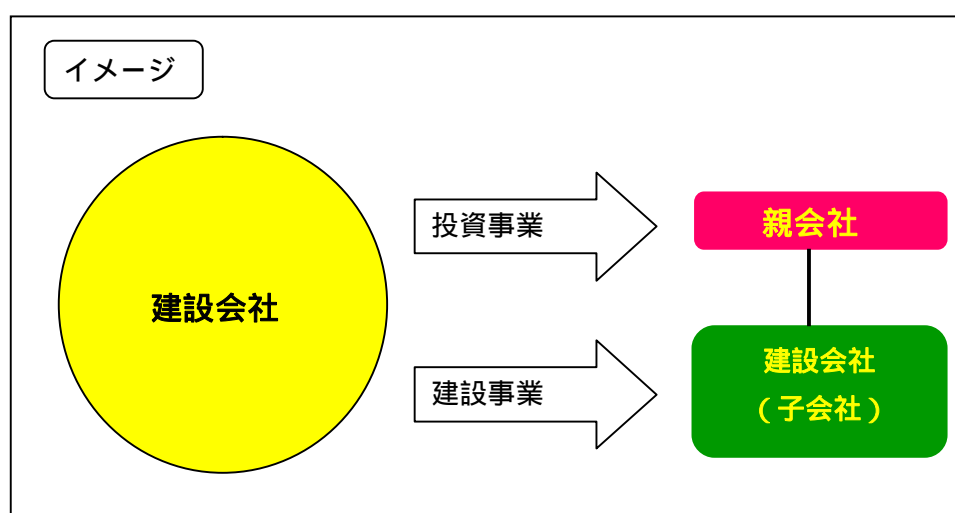 イメージ
建設会社
投資事業
親会社
建設事業
建設会社
（子会社）